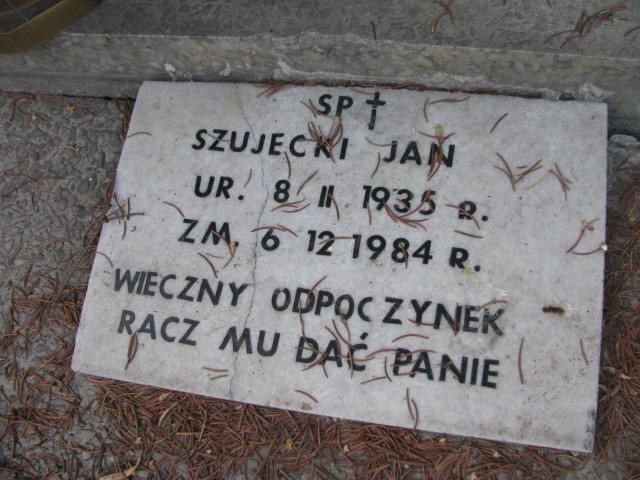 SP †
SZUJECKI JAN
UR. 8 II 1935 R.
ZM. 6 12 1984 R.
WIECZNY ODPOCZYNEK
RACZ MU DAĆ PANIE